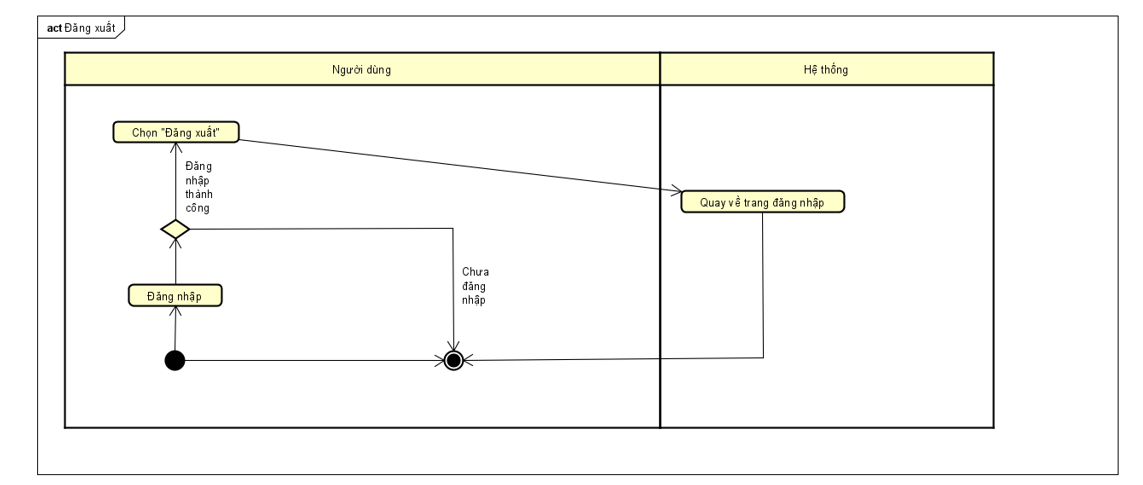 act Đăng xuất
Người dùng
Hệ thống
Chọn "Đăng xuất"
Đăng
nhập
thành
công
Quay về trang đăng nhập
Chưa
đăng
nhập
Đăng nhập